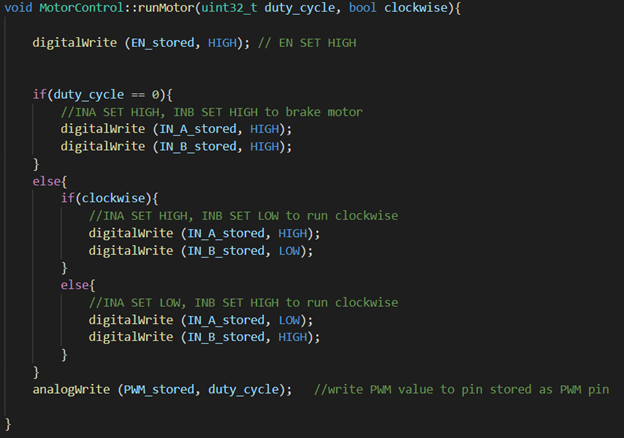 void MotorControl::runMotor(uint32_t duty_cycle, bool clockwise){
digitalWrite (EN_stored, HIGH); // EN SET HIGH
if(duty_cycle == 0){
//INA SET HIGH, INB SET HIGH to brake motor
digitalWrite (IN_A_stored, HIGH);
digitalWrite (IN_B_stored, HIGH);
}
else{
if(clockwise){
//INA SET HIGH, INB SET LOW to run clockwise
digitalWrite (IN_A_stored, HIGH);
digitalWrite (IN_B_stored, LOW);
}
else{
//INA SET LOW, INB SET HIGH to run clockwise
digitalWrite (IN_A_stored, LOW);
digitalWrite (IN_B_stored, HIGH);
}
}
analogWrite (PWM_stored, duty_cycle); //write PWM value to pin stored as PWM pin
}